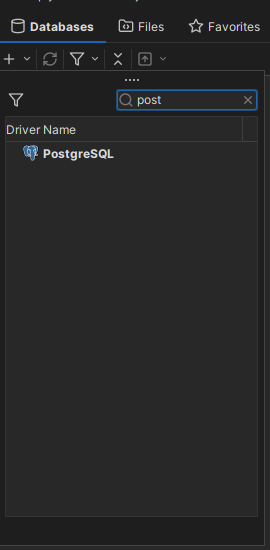 Databases Files Favorites
post
Driver Name
PostgreSQL